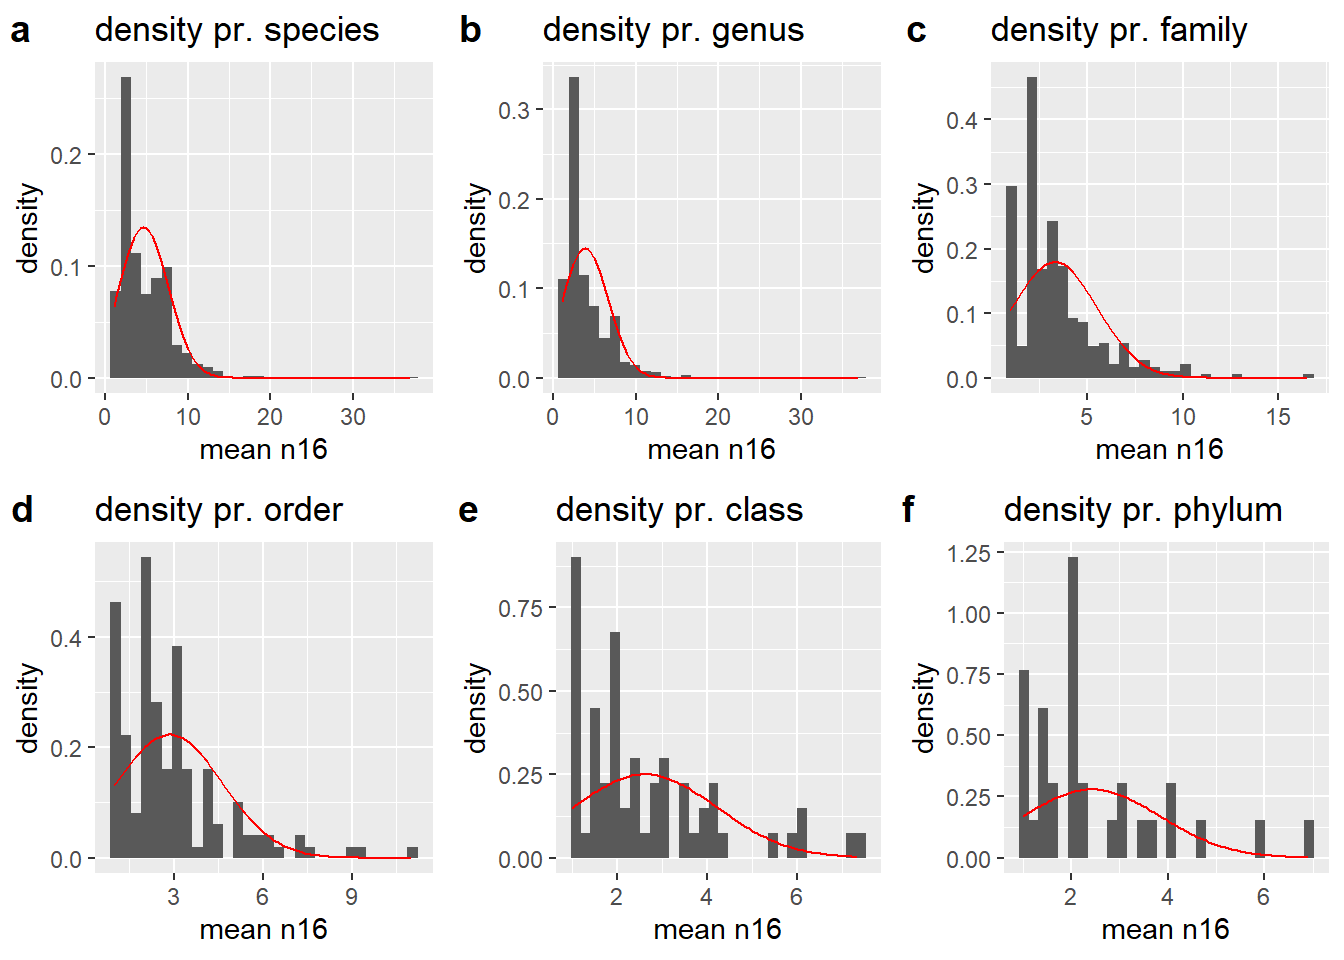 a density pr. species
density
0.2
0.1
0.0
0 10 20 30
mean n16
b density pr. genus
density
0.3
0.2
0.1
0.0
0 10 20 30
mean n16
c density pr. family
density
0.4
0.3
0.2
0.1
0.0
5 10 15
mean n16
d density pr. order
density
0.4
0.2
0.0
3 6 9
mean n16
e density pr. class
density
0.75
0.50
0.25
0.00
2 4 6
mean n16
f density pr. phylum
density
1.25
1.00
0.75
0.50
0.25
0.00
2 4 6
mean n16